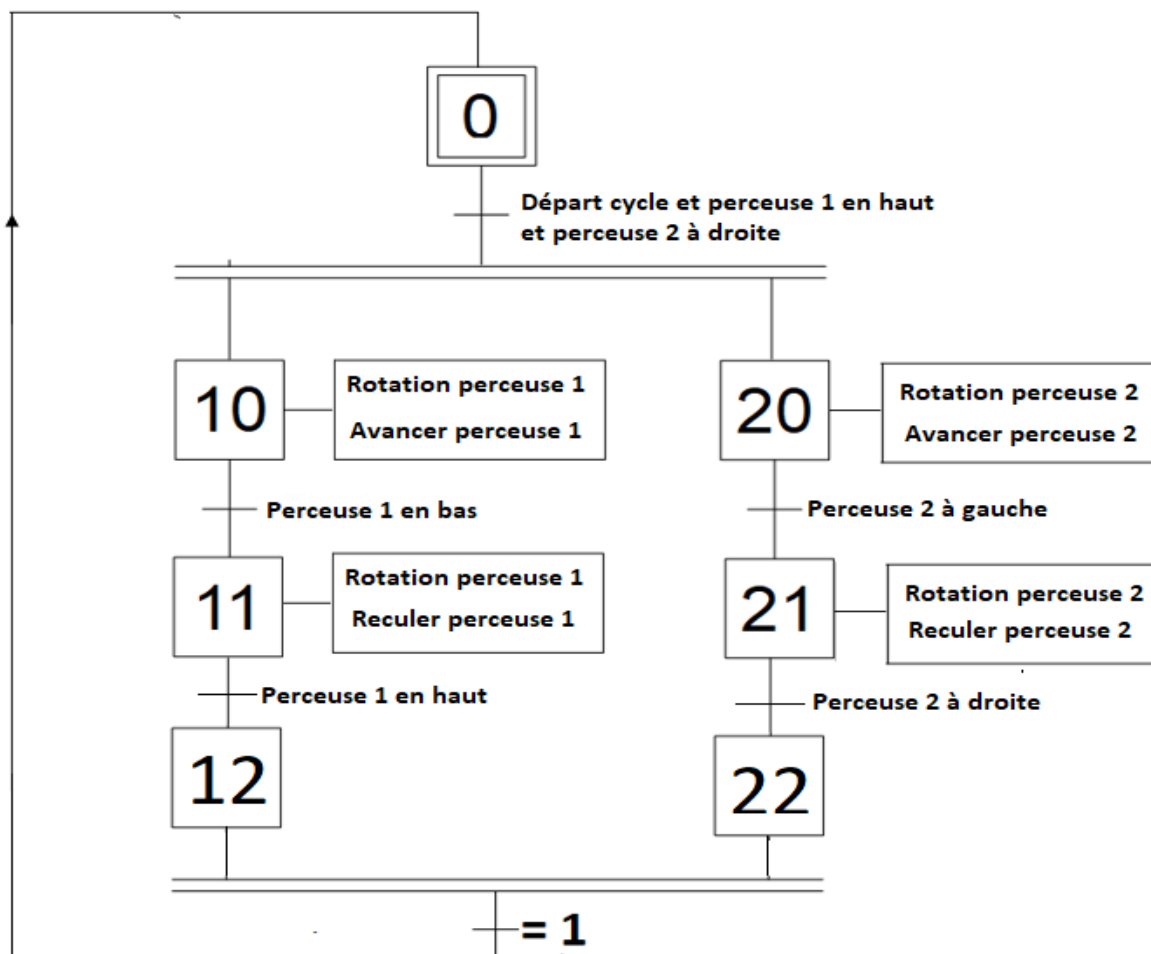 0
Départ cycle et perceuse 1 en haut
et perceuse 2 à droite
10
Rotation perceuse 1
Avancer perceuse 1
20
Rotation perceuse 2
Avancer perceuse 2
Perceuse 1 en bas
Perceuse 2 à gauche
11
Rotation perceuse 1
Reculer perceuse 1
21
Rotation perceuse 2
Reculer perceuse 2
Perceuse 1 en haut
Perceuse 2 à droite
12
22
= 1